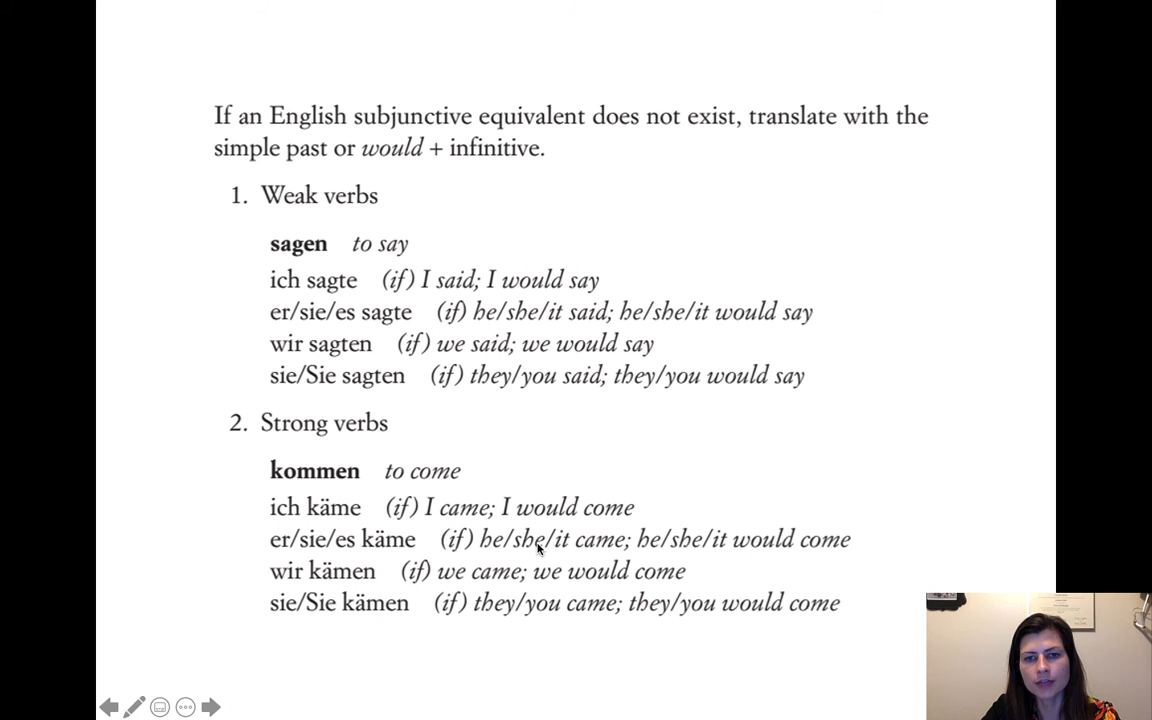 If an English subjunctive equivalent does not exist, translate with the
simple past or would + infinitive.
1. Weak verbs
sagen to say
ich sagte (if) I said; I would say
er/sie/es sagte (if) he/she/it said; he/she/it would say
wir sagten (if) we said; we would say
sie/Sie sagten (if) they/you said; they/you would say
2. Strong verbs
kommen to come
ich käme (if) I came; I would come
er/sie/es käme (if) he/she/it came; he/she/it would come
wir kämen (if) we came; we would come
sie/Sie kämen (if) they/you came; they/you would come